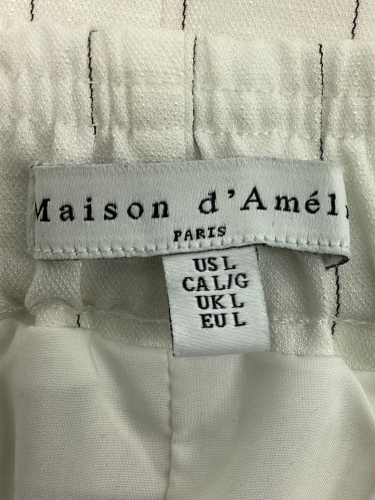 Maison d'Amél
PARIS
US L
CA L/G
UK L
EU L